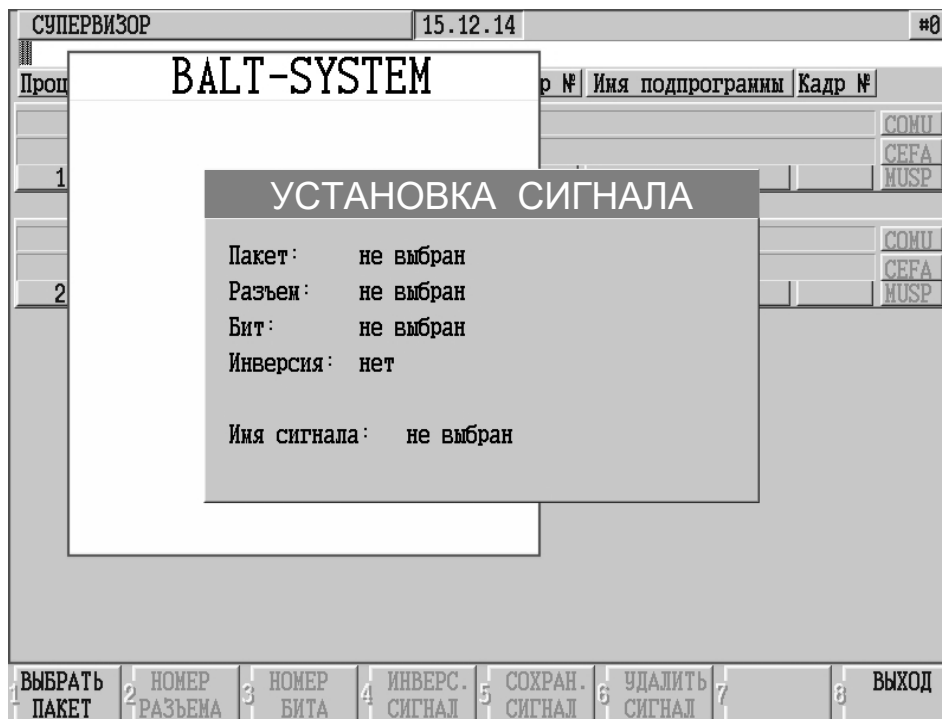 СУПЕРВИЗОР 15.12.14 #0
BALT-SYSTEM
Проц р № Имя подпрограммы Кадр №
COMU
CEFA
1 MUSP
УСТАНОВКА СИГНАЛА
COMU
CEFA
2 MUSP
Пакет: не выбран
Разъем: не выбран
Бит: не выбран
Инверсия: нет
Имя сигнала: не выбран
1 ВЫБРАТЬ ПАКЕТ
2 НОМЕР РАЗЪЕМА
3 НОМЕР БИТА
4 ИНВЕРС. СИГНАЛ
5 СОХРАН. СИГНАЛ
6 УДАЛИТЬ СИГНАЛ
7
8 ВЫХОД